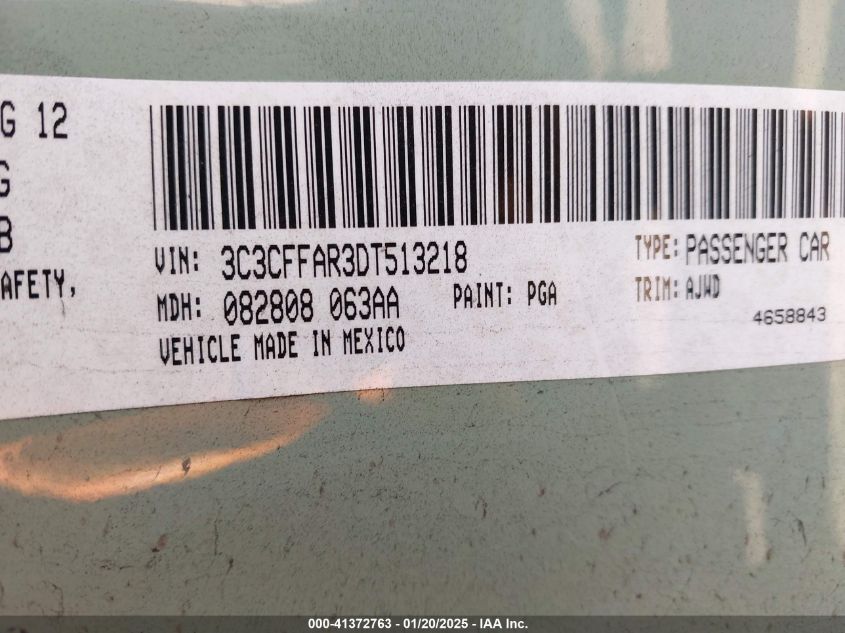 G 12
G
B
AFETY,
VIN: 3C3CFFAR3DT513218
TYPE: PASSENGER CAR
MDH: 082808 063AA
PAINT: PGA
TRIM: AJWD
VEHICLE MADE IN MEXICO
4658843
000-41372763 - 01/20/2025 - IAA Inc.